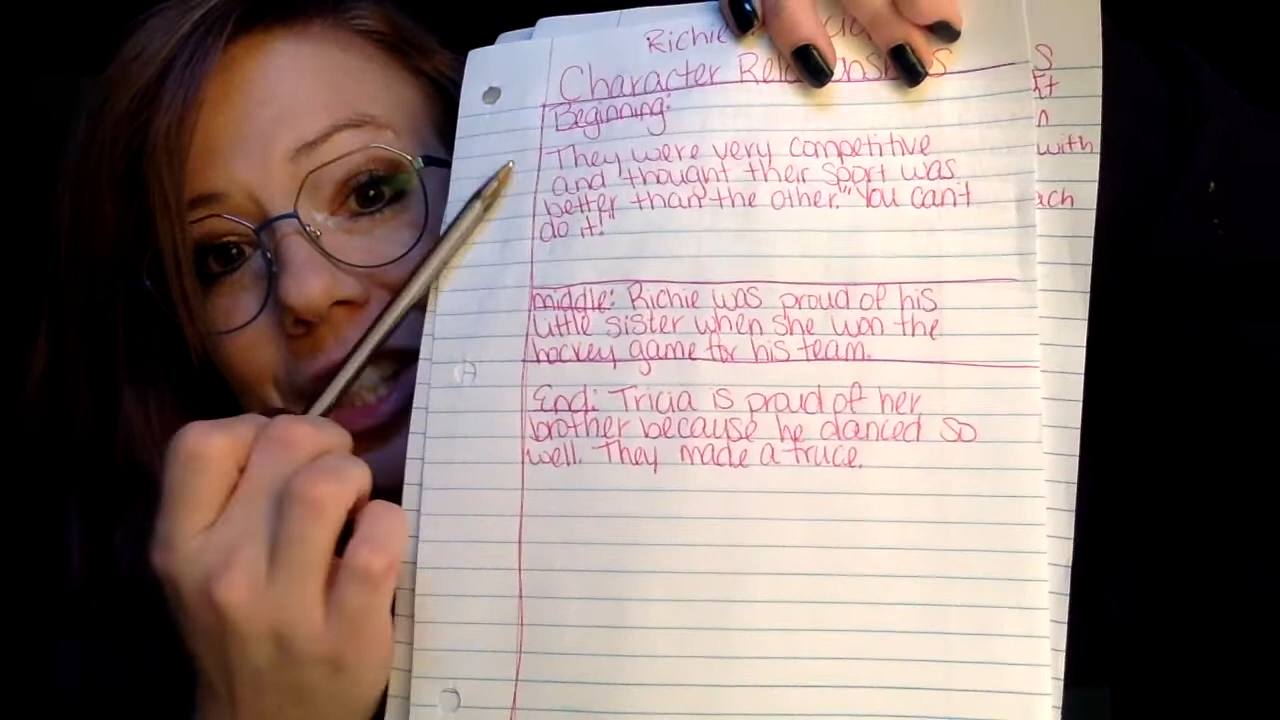 Richie
Character Relationships
Beginning:
They were very competitive
and thought their sport was
better than the other. "You can't
do it!"
middle: Richie was proud of his
little sister when she won the
hockey game for his team.
End: Tricia is proud of her
brother because he danced so
well. They made a truce.
s
n
with
ach